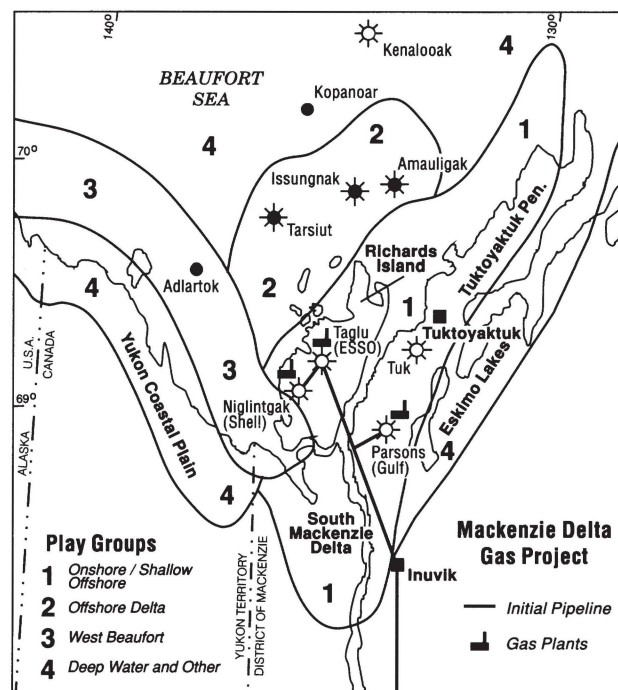 140°
130°
Kenalooak
4
BEAUFORT
SEA
Kopanoar
4
2
1
70°
Amauligak
Issungnak
3
Tarsiut
Tuktoyaktuk Pen.
Richards
Island
Adlartok
4
2
1
Taglu
(ESSO)
Tuktoyaktuk
Tuk
U.S.A.
CANADA
Yukon Coastal Plain
3
Eskimo Lakes
69°
Niglintgak
(Shell)
ALASKA
Parsons
(Gulf)
4
4
South
Mackenzie
Delta
Mackenzie Delta
Gas Project
Play Groups
1 Onshore / Shallow
Offshore
2 Offshore Delta
3 West Beaufort
4 Deep Water and Other
YUKON TERRITORY
DISTRICT OF MACKENZIE
1
Inuvik
Initial Pipeline
Gas Plants